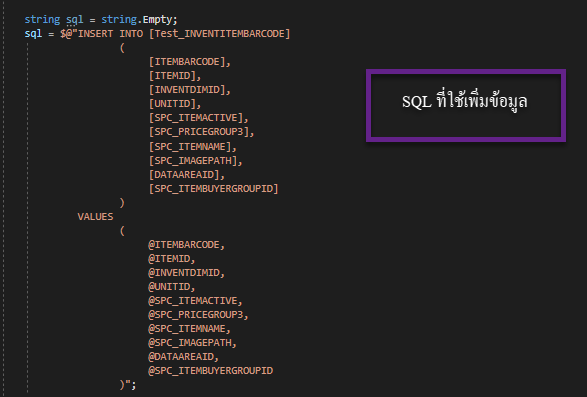 string sql = string.Empty;
sql = $@"INSERT INTO [Test_INVENTITEMBARCODE]
(
[ITEMBARCODE],
[ITEMID],
[INVENTDIMID],
[UNITID],
[SPC_ITEMACTIVE],
[SPC_PRICEGROUP3],
[SPC_ITEMNAME],
[SPC_IMAGEPATH],
[DATAAREAID],
[SPC_ITEMBUYERGROUPID]
)
VALUES
(
@ITEMBARCODE,
@ITEMID,
@INVENTDIMID,
@UNITID,
@SPC_ITEMACTIVE,
@SPC_PRICEGROUP3,
@SPC_ITEMNAME,
@SPC_IMAGEPATH,
@DATAAREAID,
@SPC_ITEMBUYERGROUPID
)";
SQL ที่ใช้เพิ่มข้อมูล